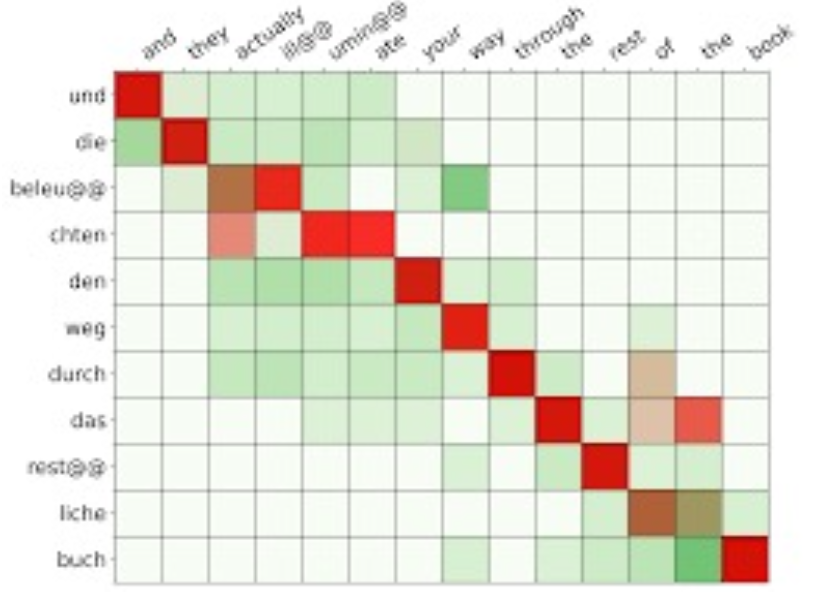 and they actually il@@ umin@@ ate your way through the rest of the book
und
die
beleu@@
chten
den
weg
durch
das
rest@@
liche
buch